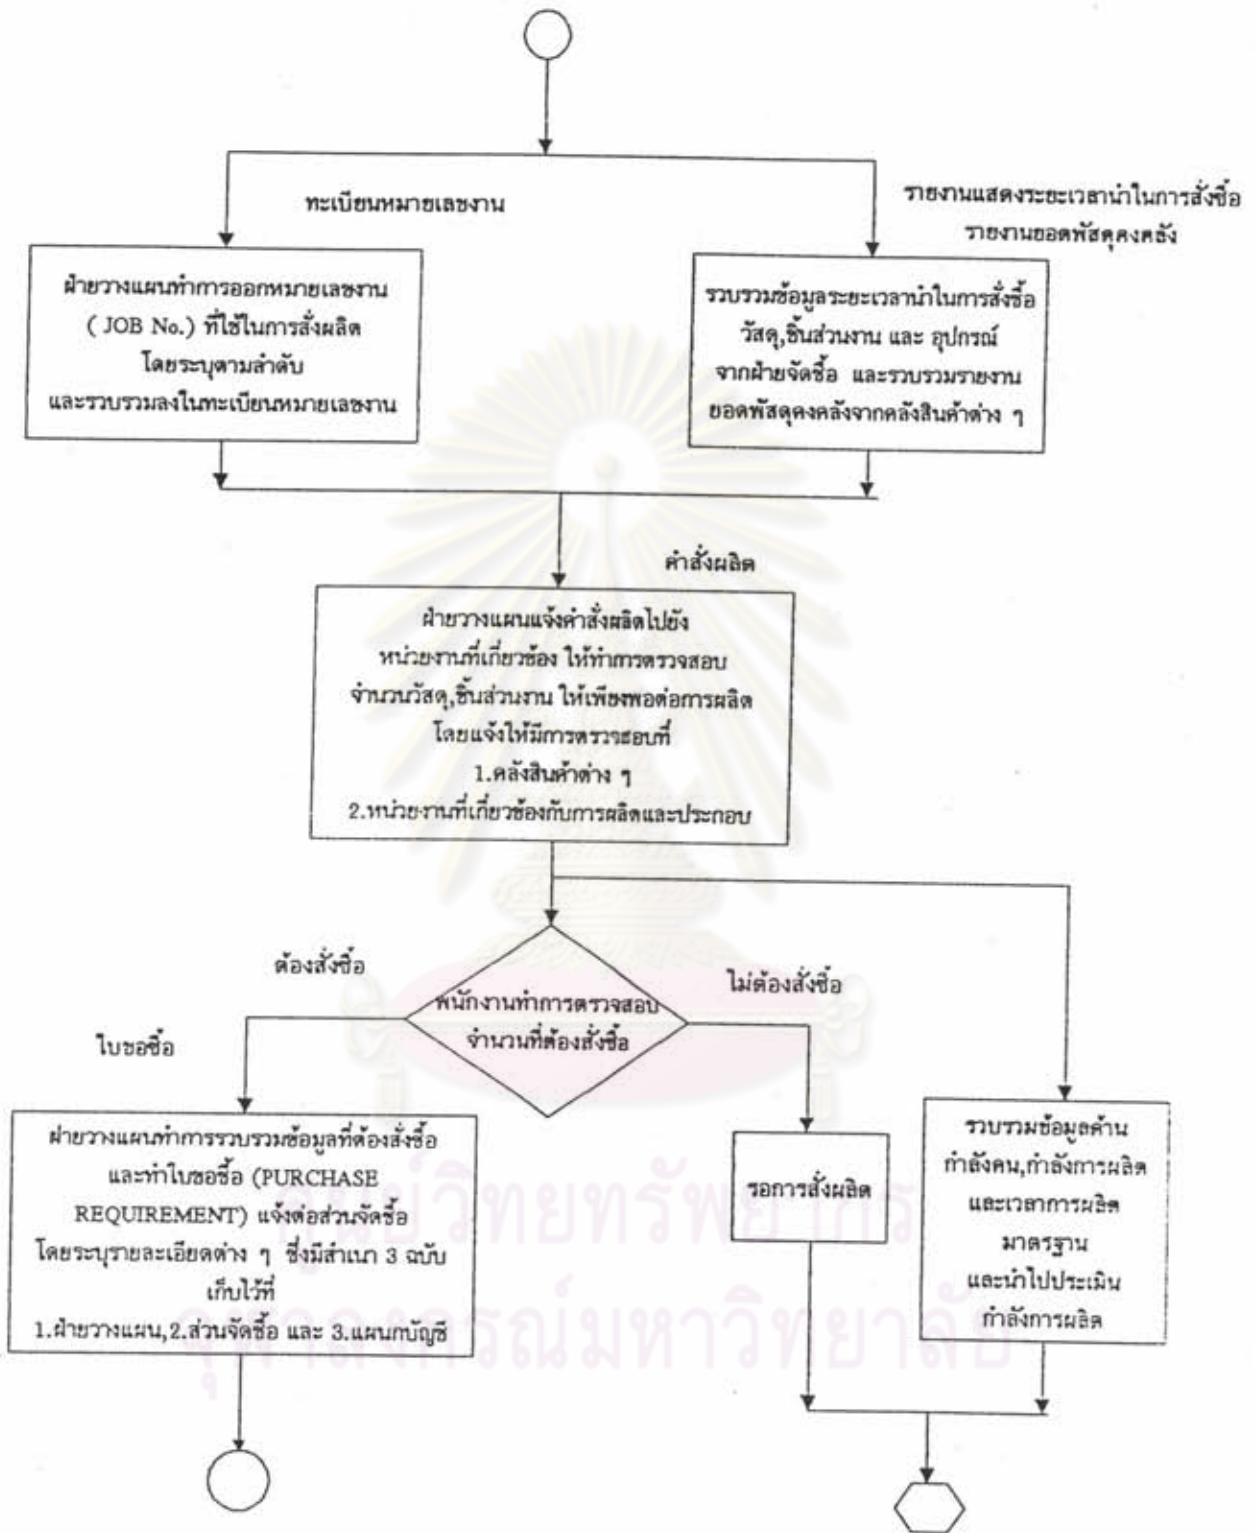 ทะเบียนหมายเลขงาน
รายงานแสดงระยะเวลานำในการสั่งซื้อ
รายงานยอดพัสดุคงคลัง
ฝ่ายวางแผนทำการออกหมายเลขงาน
( JOB No.) ที่ใช้ในการสั่งผลิต
โดยระบุตามลำดับ
และรวบรวมลงในทะเบียนหมายเลขงาน
รวบรวมข้อมูลระยะเวลานำในการสั่งซื้อ
วัสดุ,ชิ้นส่วนงาน และ อุปกรณ์
จากฝ่ายจัดซื้อ และรวบรวมรายงาน
ยอดพัสดุคงคลังจากคลังสินค้าต่าง ๆ
คำสั่งผลิต
ฝ่ายวางแผนแจ้งคำสั่งผลิตไปยัง
หน่วยงานที่เกี่ยวข้อง ให้ทำการตรวจสอบ
จำนวนวัสดุ,ชิ้นส่วนงาน ให้เพียงพอต่อการผลิต
โดยแจ้งให้มีการตรวจสอบที่
1.คลังสินค้าต่าง ๆ
2.หน่วยงานที่เกี่ยวข้องกับการผลิตและประกอบ
ต้องสั่งซื้อ
ไม่ต้องสั่งซื้อ
พนักงานทำการตรวจสอบ
จำนวนที่ต้องสั่งซื้อ
ใบขอซื้อ
ฝ่ายวางแผนทำการรวบรวมข้อมูลที่ต้องสั่งซื้อ
และทำใบขอซื้อ (PURCHASE
REQUIREMENT) แจ้งต่อส่วนจัดซื้อ
โดยระบุรายละเอียดต่าง ๆ ซึ่งมีสำเนา 3 ฉบับ
เก็บไว้ที่
1.ฝ่ายวางแผน,2.ส่วนจัดซื้อ และ 3.แผนกบัญชี
รอการสั่งผลิต
รวบรวมข้อมูลด้าน
กำลังคน,กำลังการผลิต
และเวลาการผลิต
มาตรฐาน
และนำไปประเมิน
กำลังการผลิต
ศูนย์วิทยทรัพยากร
จุฬาลงกรณ์มหาวิทยาลัย